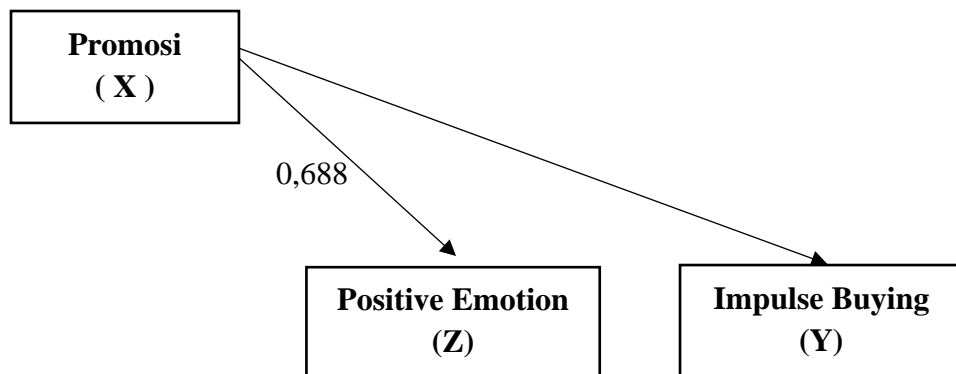 Promosi
( X )
0,688
Positive Emotion
(Z)
Impulse Buying
(Y)